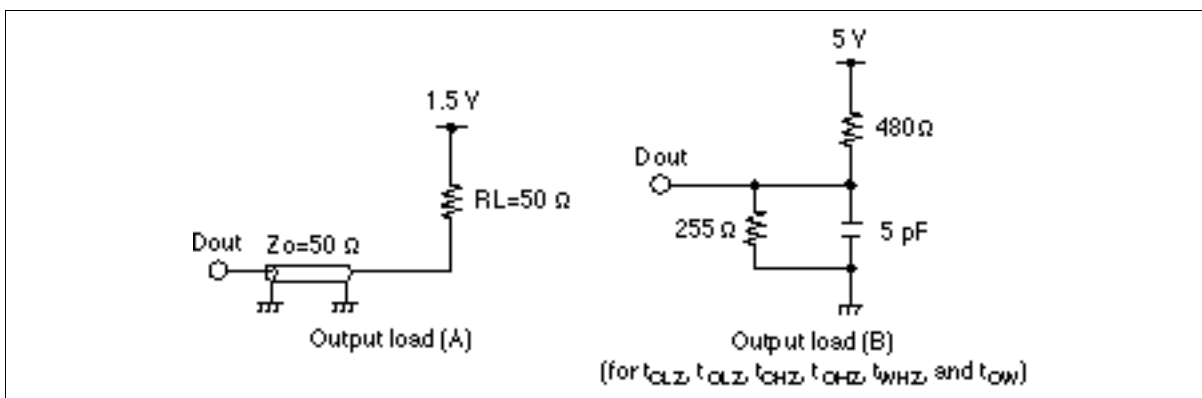 1.5 V
RL=50 Ω
Dout
Zo=50 Ω
Output load (A)
5 V
480Ω
Dout
255 Ω
5 pF
Output load (B)
(for tCLZ, tOLZ, tCHZ, tOHZ, tWHZ, and tOW)